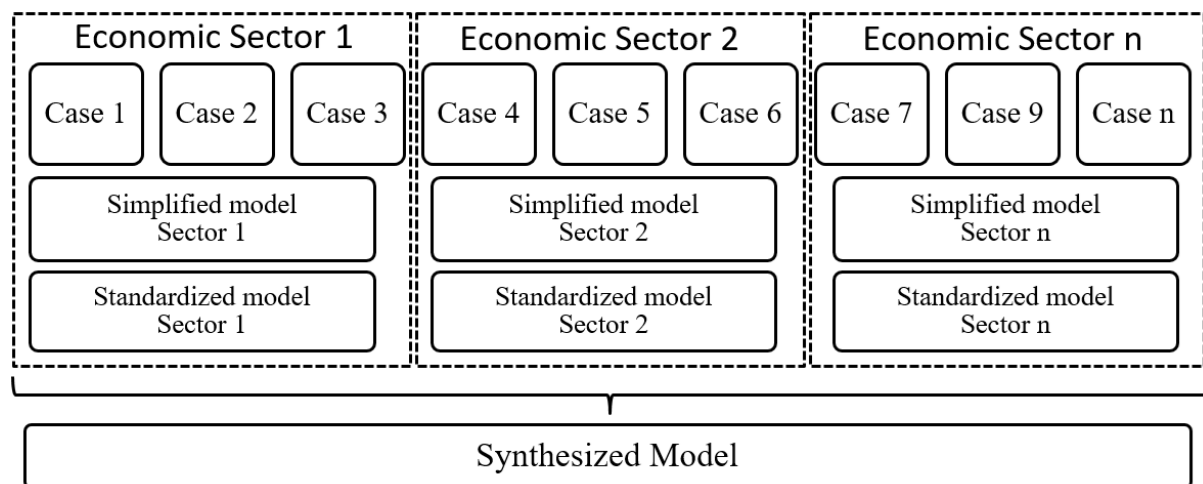 Economic Sector 1
Economic Sector 2
Economic Sector n
Case 1
Case 2
Case 3
Case 4
Case 5
Case 6
Case 7
Case 9
Case n
Simplified model
Sector 1
Simplified model
Sector 2
Simplified model
Sector n
Standardized model
Sector 1
Standardized model
Sector 2
Standardized model
Sector n
Synthesized Model